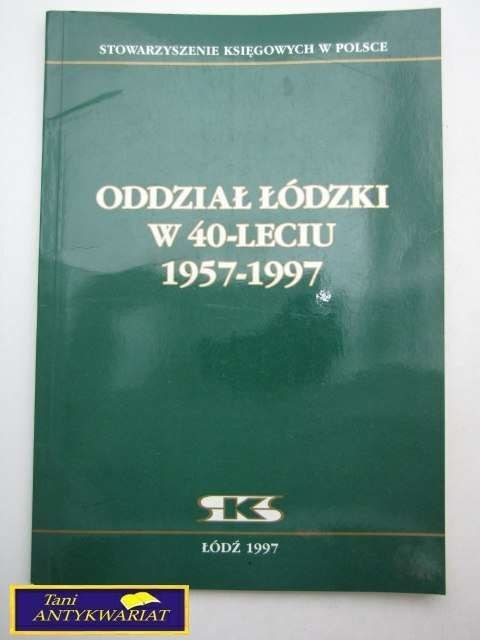 STOWARZYSZENIE KSIĘGOWYCH W POLSCE
ODDZIAŁ ŁÓDZKI
W 40-LECIU
1957-1997
SKS
ŁÓDŹ 1997
Tani
ANTYKWARIAT